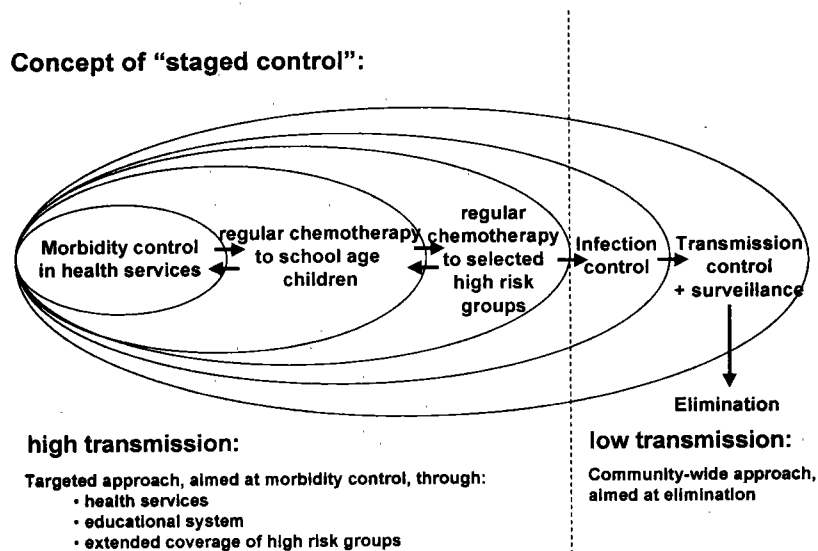 Concept of “staged control”:
Morbidity control
in health services
regular chemotherapy
to school age
children
regular
chemotherapy
to selected
high risk
groups
Infection
control
Transmission
control
+ surveillance
Elimination
high transmission:
Targeted approach, aimed at morbidity control, through:
• health services
• educational system
• extended coverage of high risk groups
low transmission:
Community-wide approach,
aimed at elimination